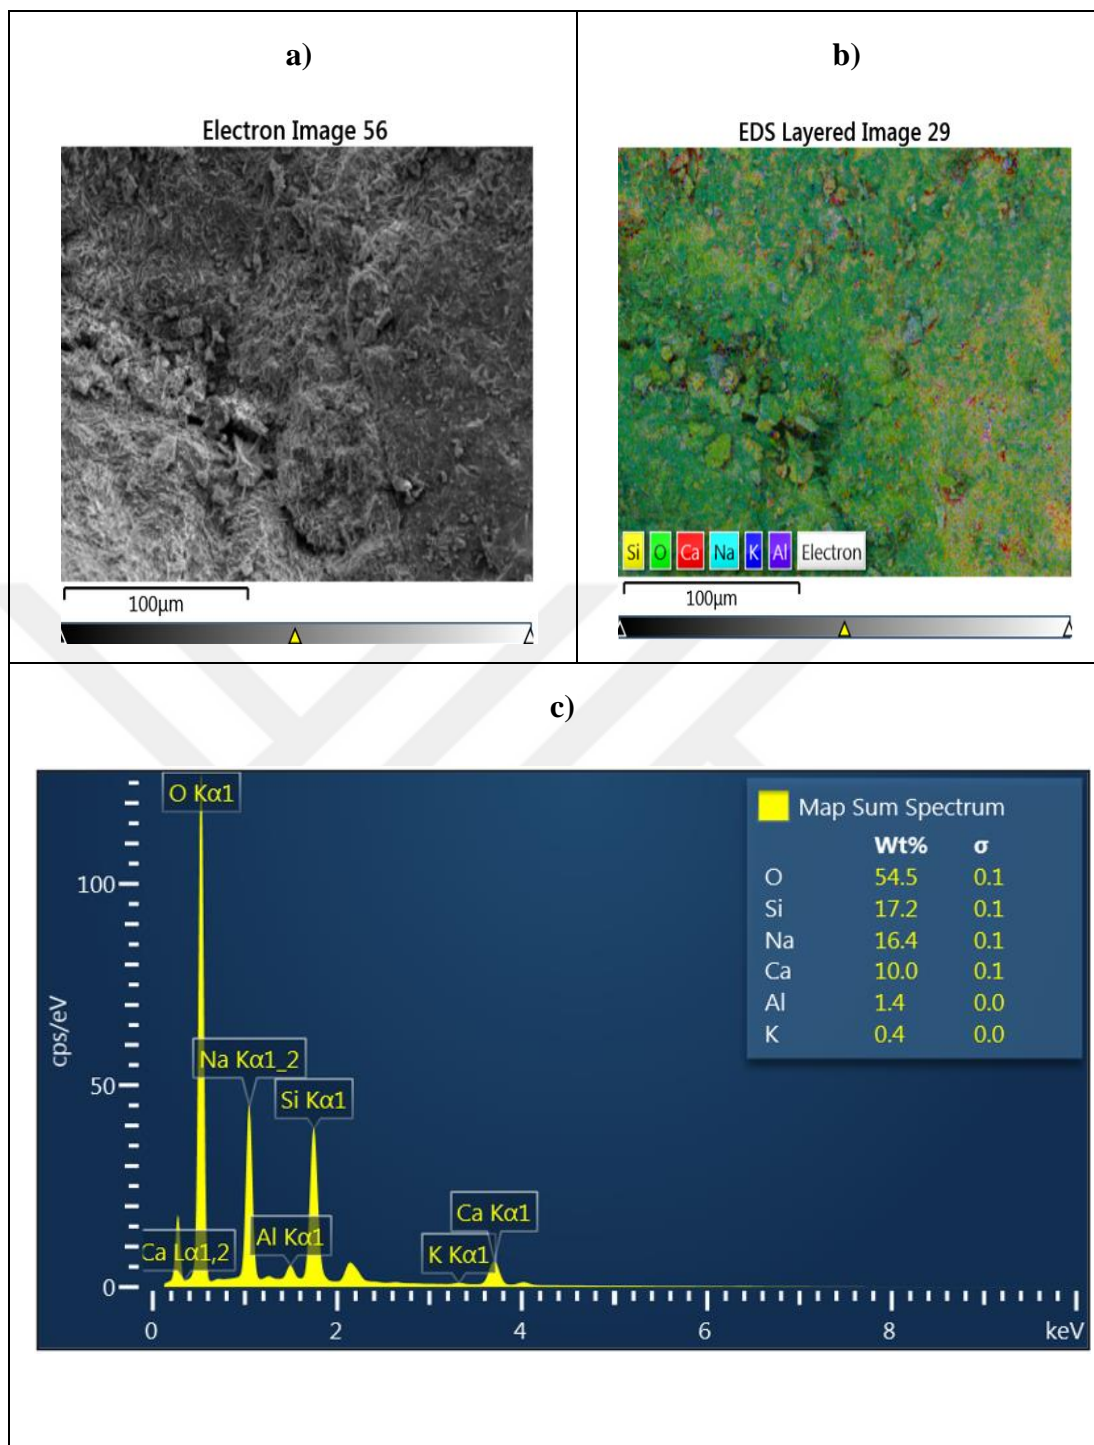 a)
b)
Electron Image 56
EDS Layered Image 29
Si O Ca Na K Al Electron
100μm
100μm
c)
O Kα1
Na Kα1_2
Si Kα1
Ca Lα1,2
Al Kα1
K Kα1
Ca Kα1
Map Sum Spectrum
Wt% σ
O 54.5 0.1
Si 17.2 0.1
Na 16.4 0.1
Ca 10.0 0.1
Al 1.4 0.0
K 0.4 0.0
cps/eV
100
50
0
0 2 4 6 8 keV